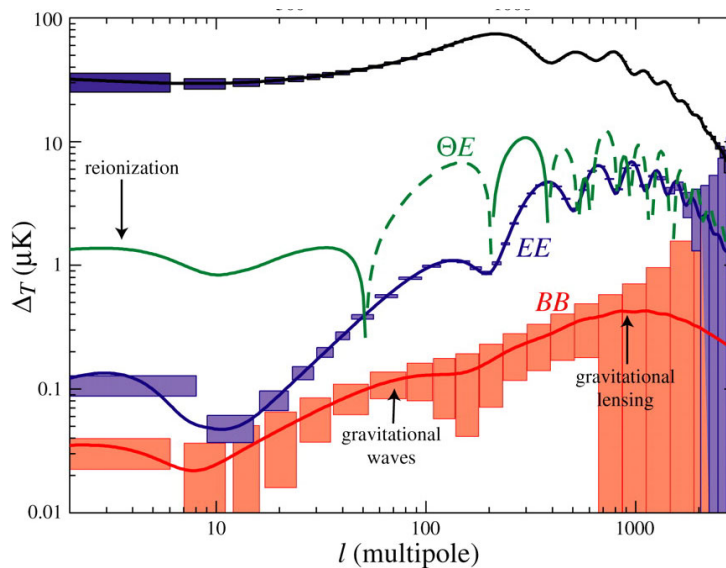 100
10
1
0.1
0.01
Δ_T (μK)
reionization
ΘE
EE
BB
gravitational
waves
gravitational
lensing
10
100
1000
l (multipole)